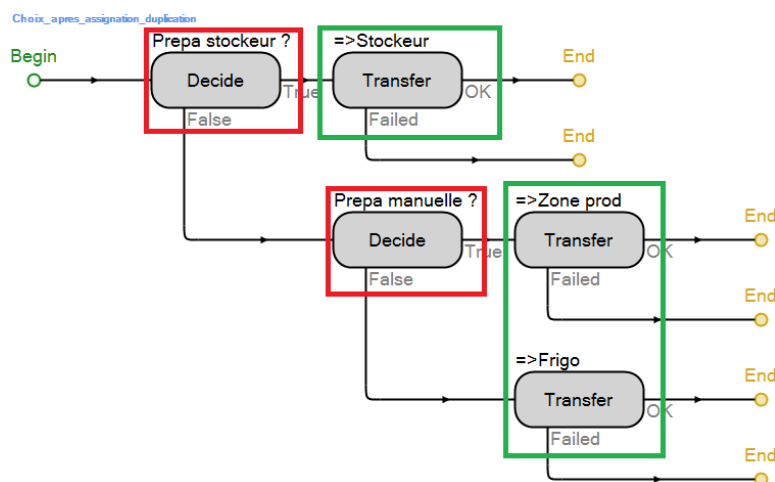 Choix_apres_assignation_duplication
Prepa stockeur ?
=>Stockeur
Begin
End
Decide
Transfer
True
OK
False
Failed
End
Prepa manuelle ?
=>Zone prod
End
Decide
Transfer
True
OK
False
Failed
End
=>Frigo
End
Transfer
OK
Failed
End